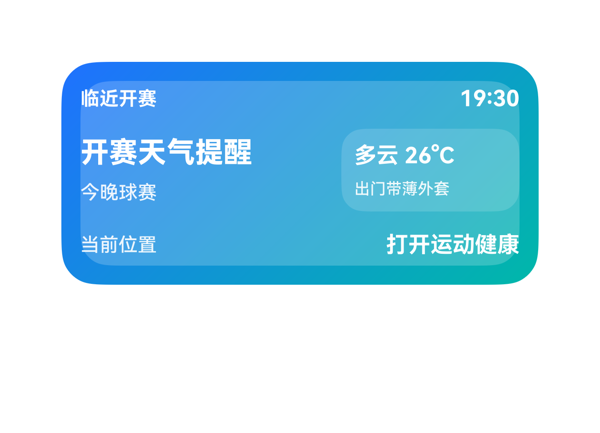 临近开赛
19:30
开赛天气提醒
今晚球赛
多云 26℃
出门带薄外套
当前位置
打开运动健康